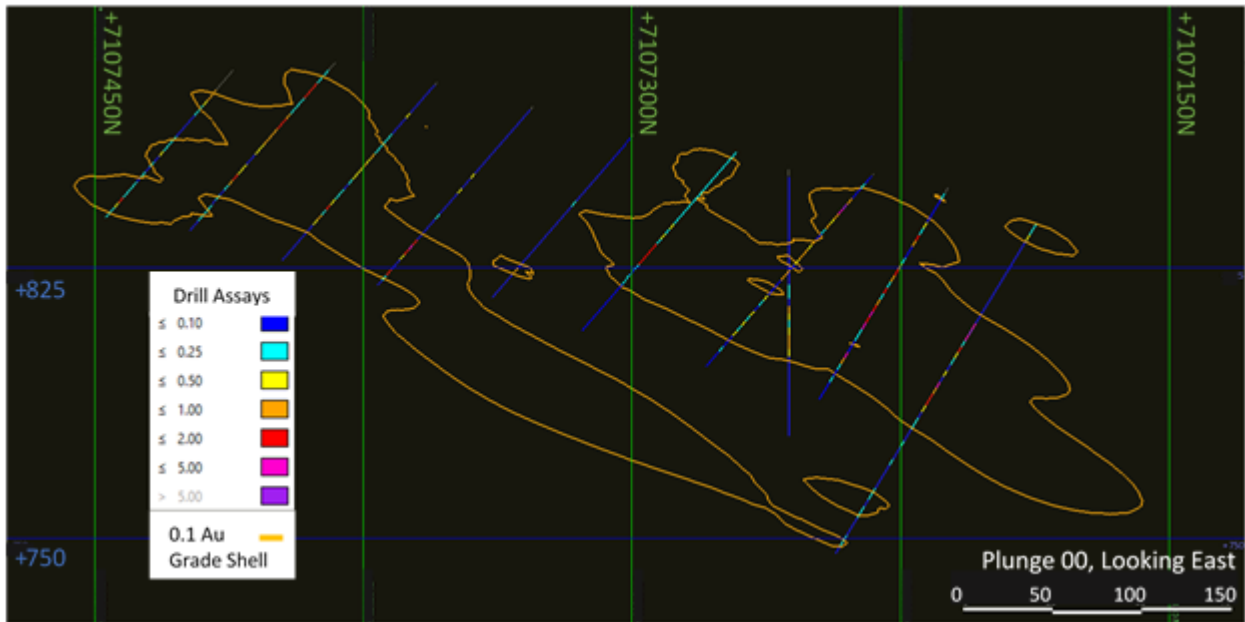 +7107450N
+7107300N
+7107150N
+825
Drill Assays
≤ 0.10
≤ 0.25
≤ 0.50
≤ 1.00
≤ 2.00
≤ 5.00
> 5.00
0.1 Au
Grade Shell
+750
+750
Plunge 00, Looking East
0 50 100 150